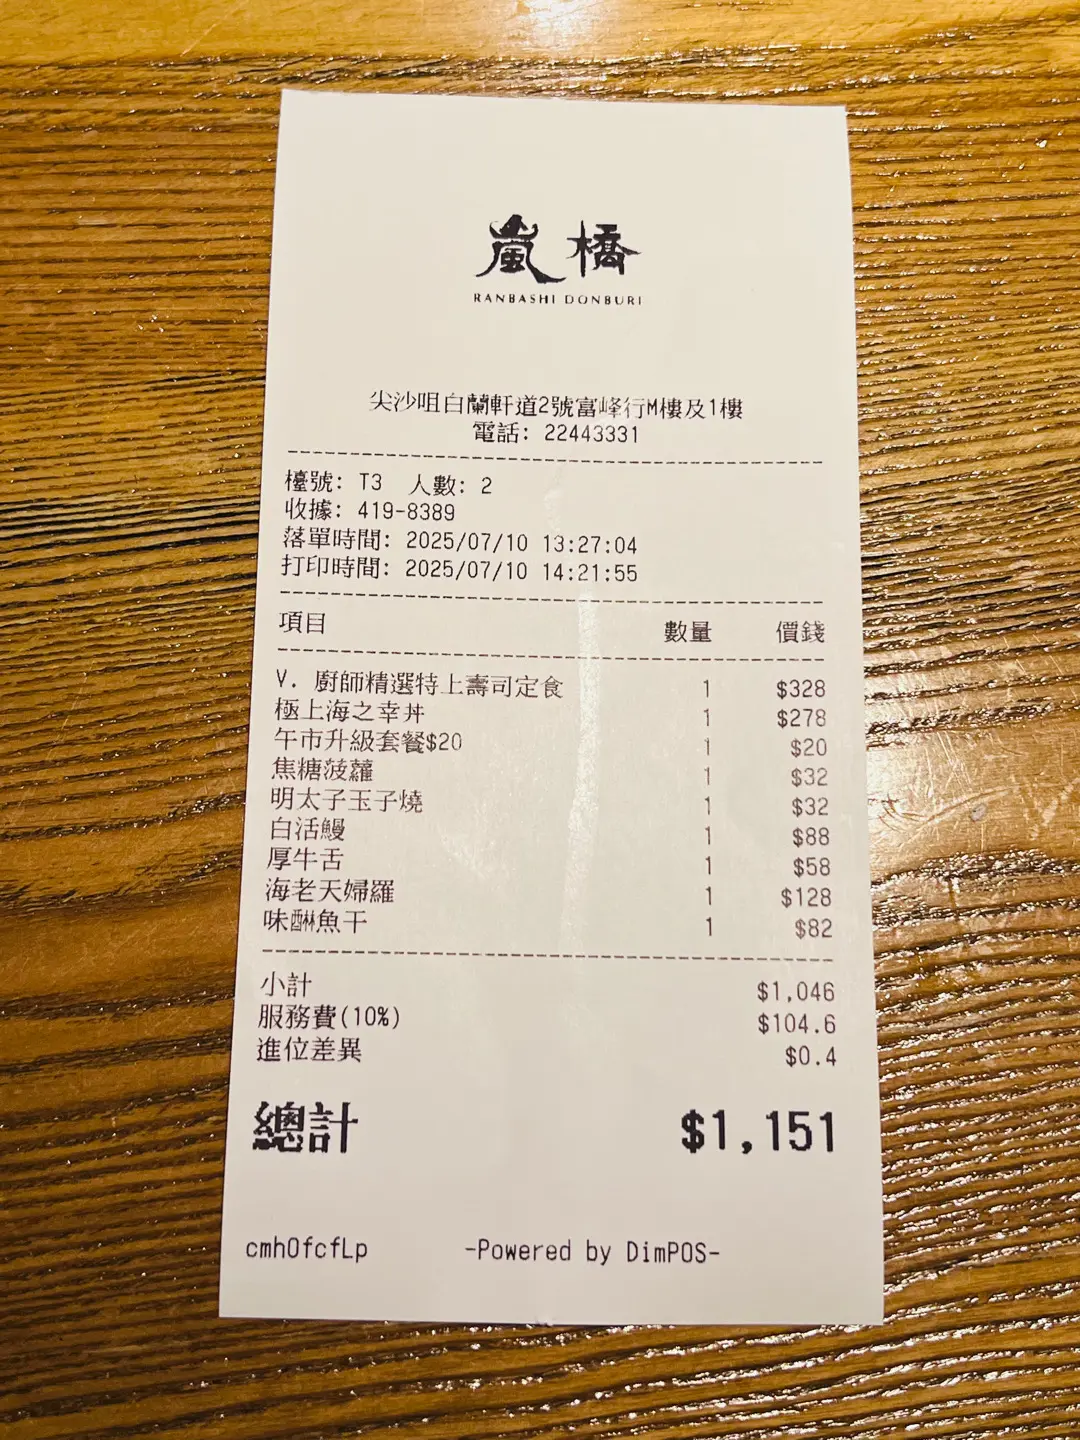 嵐橋
RANBASHI DONBURI
尖沙咀白蘭軒道2號富峰行M樓及1樓
電話: 22443331
檯號: T3 人數: 2
收據: 419-8389
落單時間: 2025/07/10 13:27:04
打印時間: 2025/07/10 14:21:55
項目 數量 價錢
V. 廚師精選特上壽司定食 1 $328
極上海之幸丼 1 $278
午市升級套餐$20 1 $20
焦糖菠蘿 1 $32
明太子玉子燒 1 $32
白活鰻 1 $88
厚牛舌 1 $58
海老天婦羅 1 $128
味醂魚干 1 $82
小計 $1,046
服務費(10%) $104.6
進位差異 $0.4
總計 $1,151
cmh0fcfLp -Powered by DimPOS-